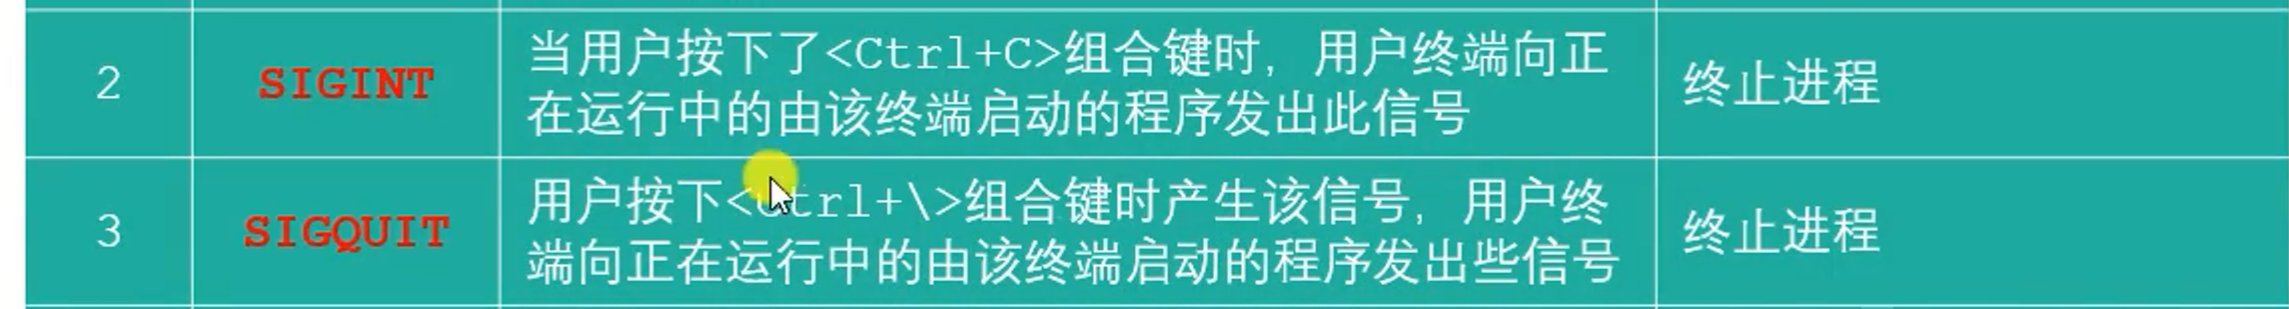 2
SIGINT
当用户按下了<Ctrl+C>组合键时，用户终端向正
在运行中的由该终端启动的程序发出此信号
终止进程
3
SIGQUIT
用户按下<Ctrl+\>组合键时产生该信号，用户终
端向正在运行中的由该终端启动的程序发出些信号
终止进程